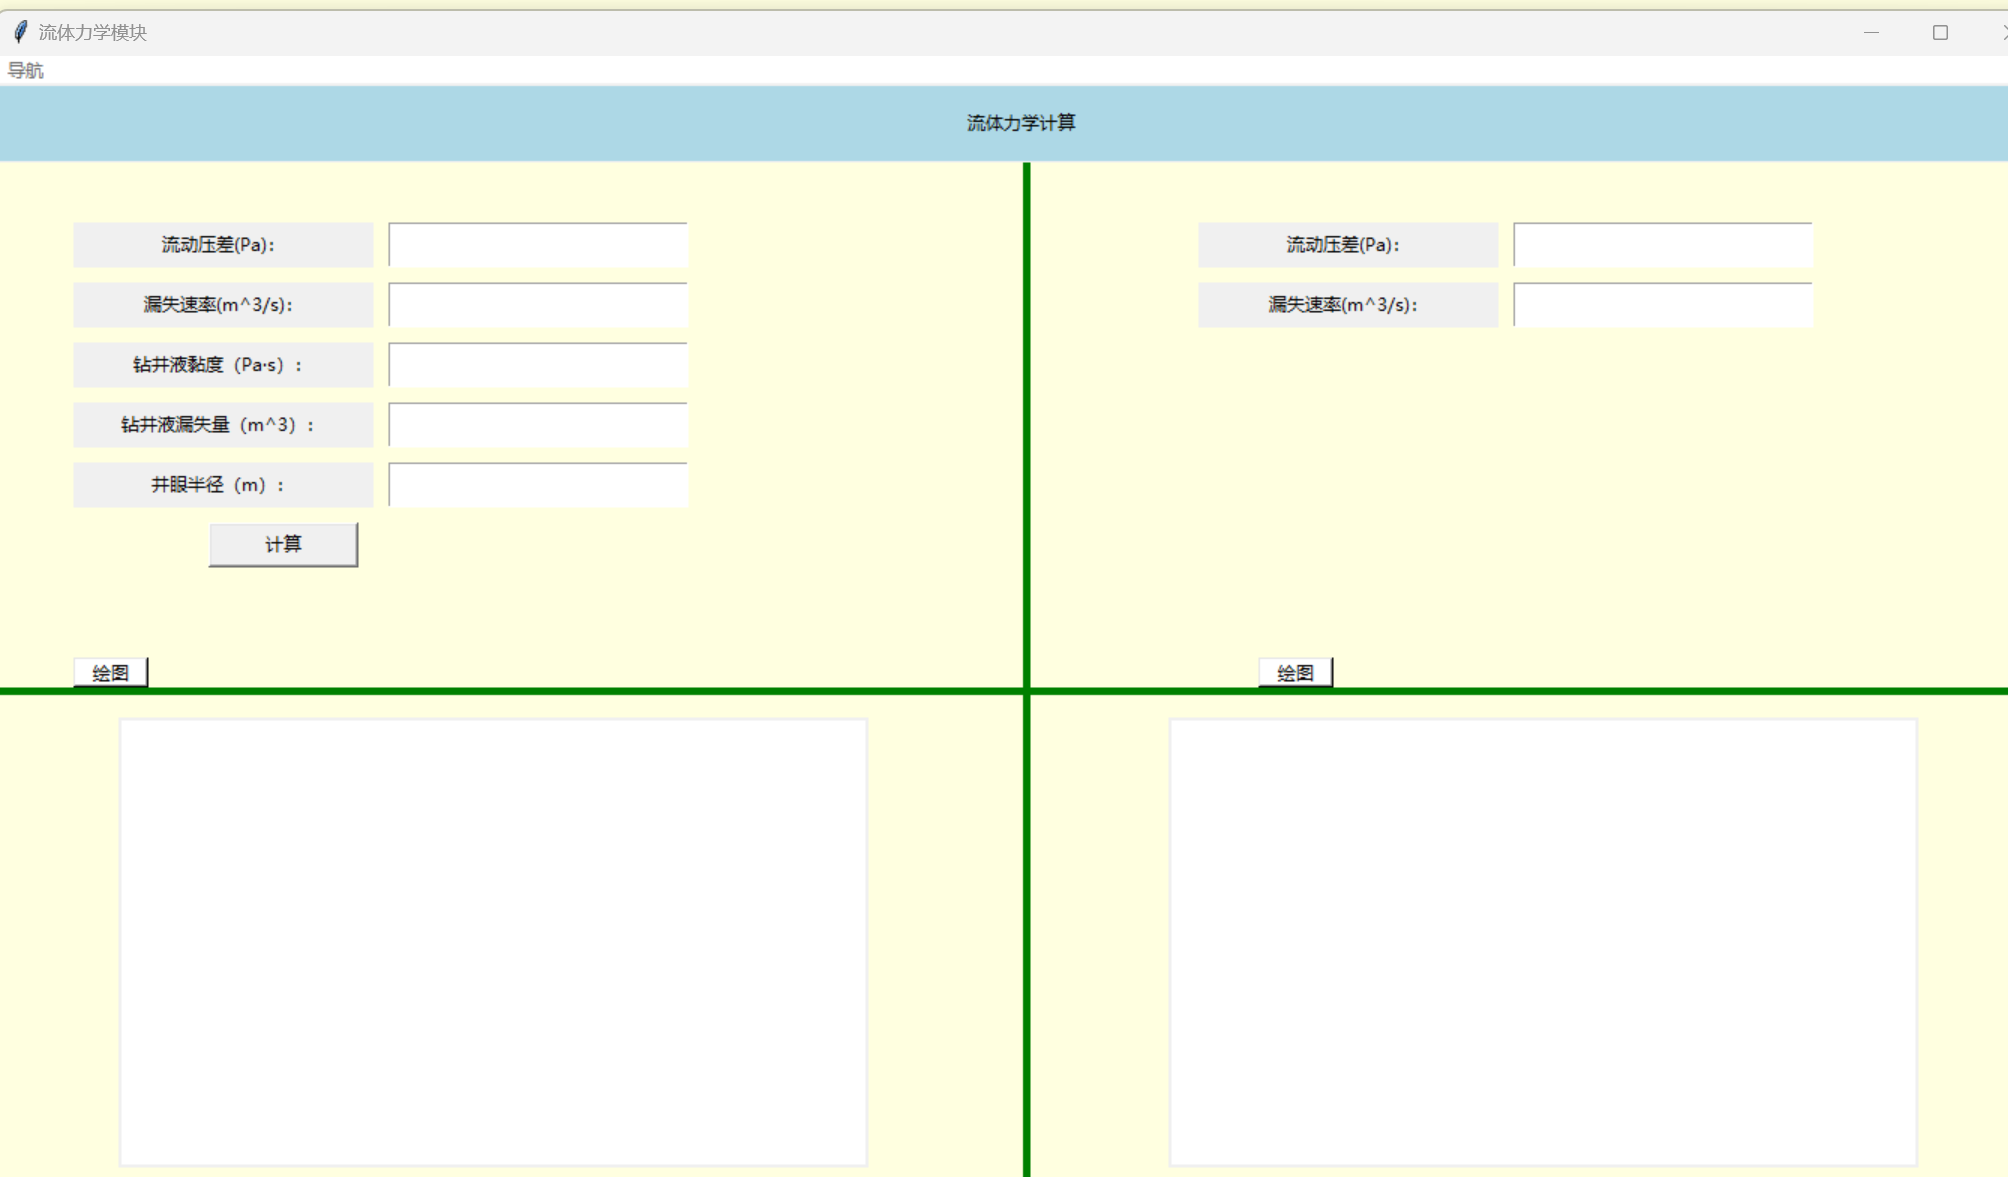 流体力学模块
导航
流体力学计算
流动压差(Pa):
漏失速率(m^3/s):
钻井液黏度（Pa·s）:
钻井液漏失量（m^3）:
井眼半径（m）:
计算
绘图
流动压差(Pa):
漏失速率(m^3/s):
绘图